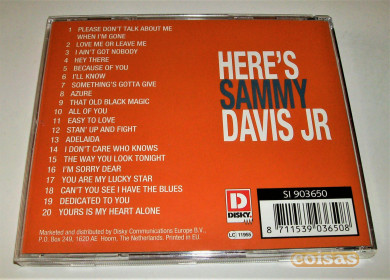 1 PLEASE DON'T TALK ABOUT ME
WHEN I'M GONE
2 LOVE ME OR LEAVE ME
3 I AIN'T GOT NOBODY
4 HEY THERE
5 BECAUSE OF YOU
6 I'LL KNOW
7 SOMETHING'S GOTTA GIVE
8 AZURE
9 THAT OLD BLACK MAGIC
10 ALL OF YOU
11 EASY TO LOVE
12 STAN' UP AND FIGHT
13 ADELAIDA
14 I DON'T CARE WHO KNOWS
15 THE WAY YOU LOOK TONIGHT
16 I'M SORRY DEAR
17 YOU ARE MY LUCKY STAR
18 CAN'T YOU SEE I HAVE THE BLUES
19 DEDICATED TO YOU
20 YOURS IS MY HEART ALONE
Marketed and distributed by Disky Communications Europe B.V.
P.O. Box 249, 1620 AE Hoorn, The Netherlands. Printed in EU.
HERE'S
SAMMY
DAVIS JR
D
DISKY
LC 11955
SI 903650
8 711539 036508
coisas